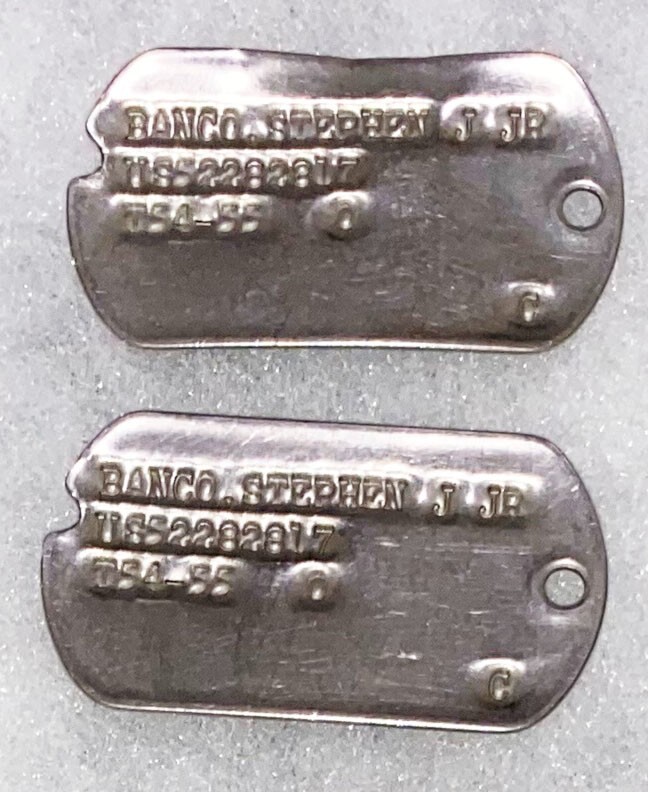 BANCO.STEPHEN J JR
US52282817
T54-55 O
C
BANCO.STEPHEN J JR
US52282817
T54-55 O
C